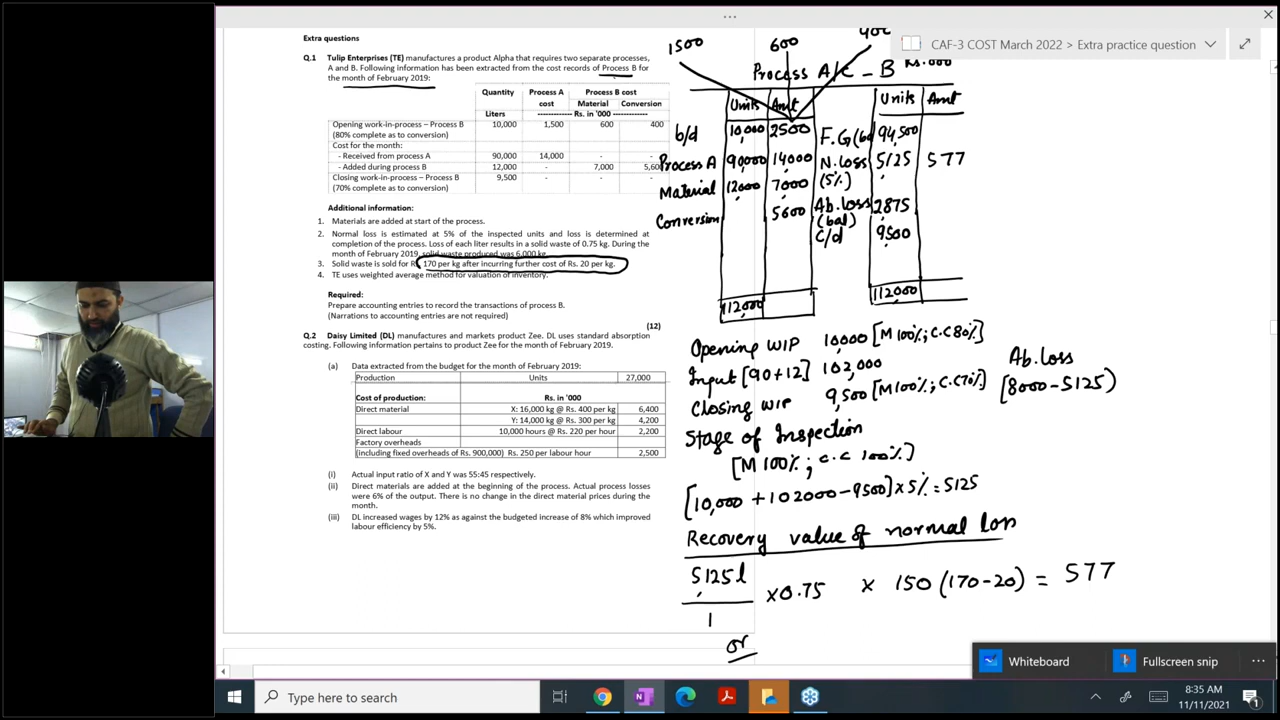 CAF-3 COST March 2022 > Extra practice question
Extra questions
Q.1 Tulip Enterprises (TE) manufactures a product Alpha that requires two separate processes,
A and B. Following information has been extracted from the cost records of Process B for
the month of February 2019:
Quantity Process A Process B cost
cost Material Conversion
Liters ----------- Rs. in '000 -----------
Opening work-in-process – Process B 10,000 1,500 600 400
(80% complete as to conversion)
Cost for the month:
- Received from process A 90,000 14,000 - -
- Added during process B 12,000 - 7,000 5,600
Closing work-in-process – Process B 9,500 - - -
(70% complete as to conversion)
Additional information:
1. Materials are added at start of the process.
2. Normal loss is estimated at 5% of the inspected units and loss is determined at
completion of the process. Loss of each liter results in a solid waste of 0.75 kg. During the
month of February 2019, solid waste produced was 6,000 kg.
3. Solid waste is sold for R 170 per kg after incurring further cost of Rs. 20 per kg.
4. TE uses weighted average method for valuation of inventory.
Required:
Prepare accounting entries to record the transactions of process B.
(Narrations to accounting entries are not required)
(12)
Q.2 Daisy Limited (DL) manufactures and markets product Zee. DL uses standard absorption
costing. Following information pertains to product Zee for the month of February 2019.
(a) Data extracted from the budget for the month of February 2019:
Production Units 27,000
Cost of production: Rs. in '000
Direct material X: 16,000 kg @ Rs. 400 per kg 6,400
Y: 14,000 kg @ Rs. 300 per kg 4,200
Direct labour 10,000 hours @ Rs. 220 per hour 2,200
Factory overheads
(including fixed overheads of Rs. 900,000) Rs. 250 per labour hour 2,500
(i) Actual input ratio of X and Y was 55:45 respectively.
(ii) Direct materials are added at the beginning of the process. Actual process losses
were 6% of the output. There is no change in the direct material prices during the
month.
(iii) DL increased wages by 12% as against the budgeted increase of 8% which improved
labour efficiency by 5%.
1500 600 400
Process A/C – B Rs.000
Units Amt Units Amt
b/d 10,000 2500 F.G (bal 94,500
Process A 90,000 14000 N.loss 5125 577
(5%)
Material 12000 7000 Ab.loss 2875
Conversion 5600 (bal)
C/d 9,500
112,000 112,000
Opening WIP 10,000 [M 100%; C.C 80%]
Input [90+12] 102,000 Ab.loss
Closing WIP 9,500 [M 100%; C.C 70%] [8000-5125)
Stage of Inspection
[M 100%; C.C 100%]
[10,000 + 102000 - 9500] x 5% = 5125
Recovery value of normal loss
5125 l x 0.75 x 150 (170-20) = 577
1
or
Whiteboard
Fullscreen snip
Type here to search
8:35 AM
11/11/2021
1